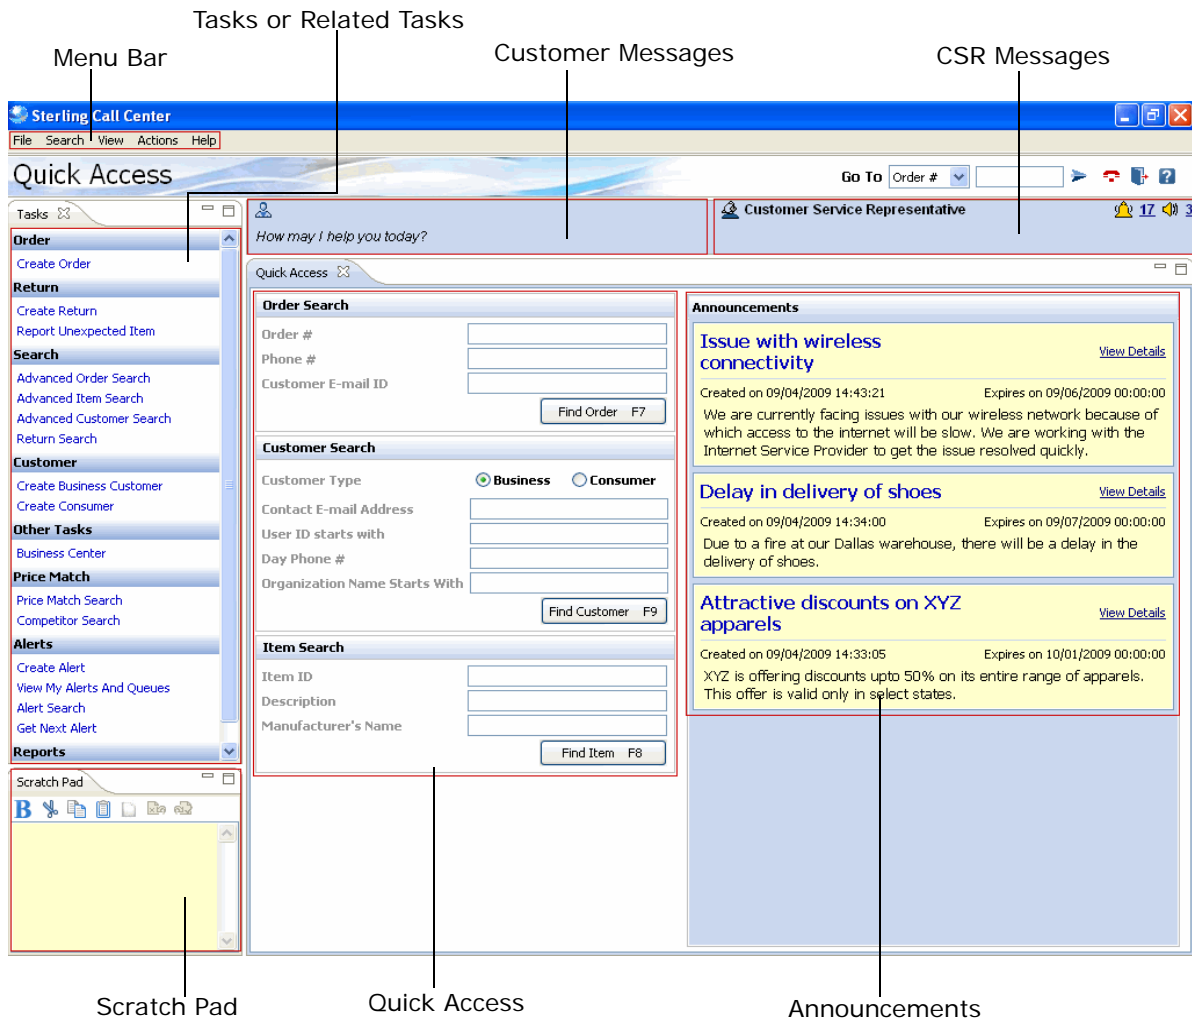 Tasks or Related Tasks
Menu Bar
Customer Messages
CSR Messages
Sterling Call Center
File Search View Actions Help
Quick Access
Go To Order #
Tasks
Order
Create Order
Return
Create Return
Report Unexpected Item
Search
Advanced Order Search
Advanced Item Search
Advanced Customer Search
Return Search
Customer
Create Business Customer
Create Consumer
Other Tasks
Business Center
Price Match
Price Match Search
Competitor Search
Alerts
Create Alert
View My Alerts And Queues
Alert Search
Get Next Alert
Reports
Scratch Pad
B
How may I help you today?
Customer Service Representative
17 3
Quick Access
Order Search
Order #
Phone #
Customer E-mail ID
Find Order F7
Customer Search
Customer Type Business Consumer
Contact E-mail Address
User ID starts with
Day Phone #
Organization Name Starts With
Find Customer F9
Item Search
Item ID
Description
Manufacturer's Name
Find Item F8
Announcements
Issue with wireless
connectivity
View Details
Created on 09/04/2009 14:43:21 Expires on 09/06/2009 00:00:00
We are currently facing issues with our wireless network because of
which access to the internet will be slow. We are working with the
Internet Service Provider to get the issue resolved quickly.
Delay in delivery of shoes
View Details
Created on 09/04/2009 14:34:00 Expires on 09/07/2009 00:00:00
Due to a fire at our Dallas warehouse, there will be a delay in the
delivery of shoes.
Attractive discounts on XYZ
apparels
View Details
Created on 09/04/2009 14:33:05 Expires on 10/01/2009 00:00:00
XYZ is offering discounts upto 50% on its entire range of apparels.
This offer is valid only in select states.
Scratch Pad
Quick Access
Announcements